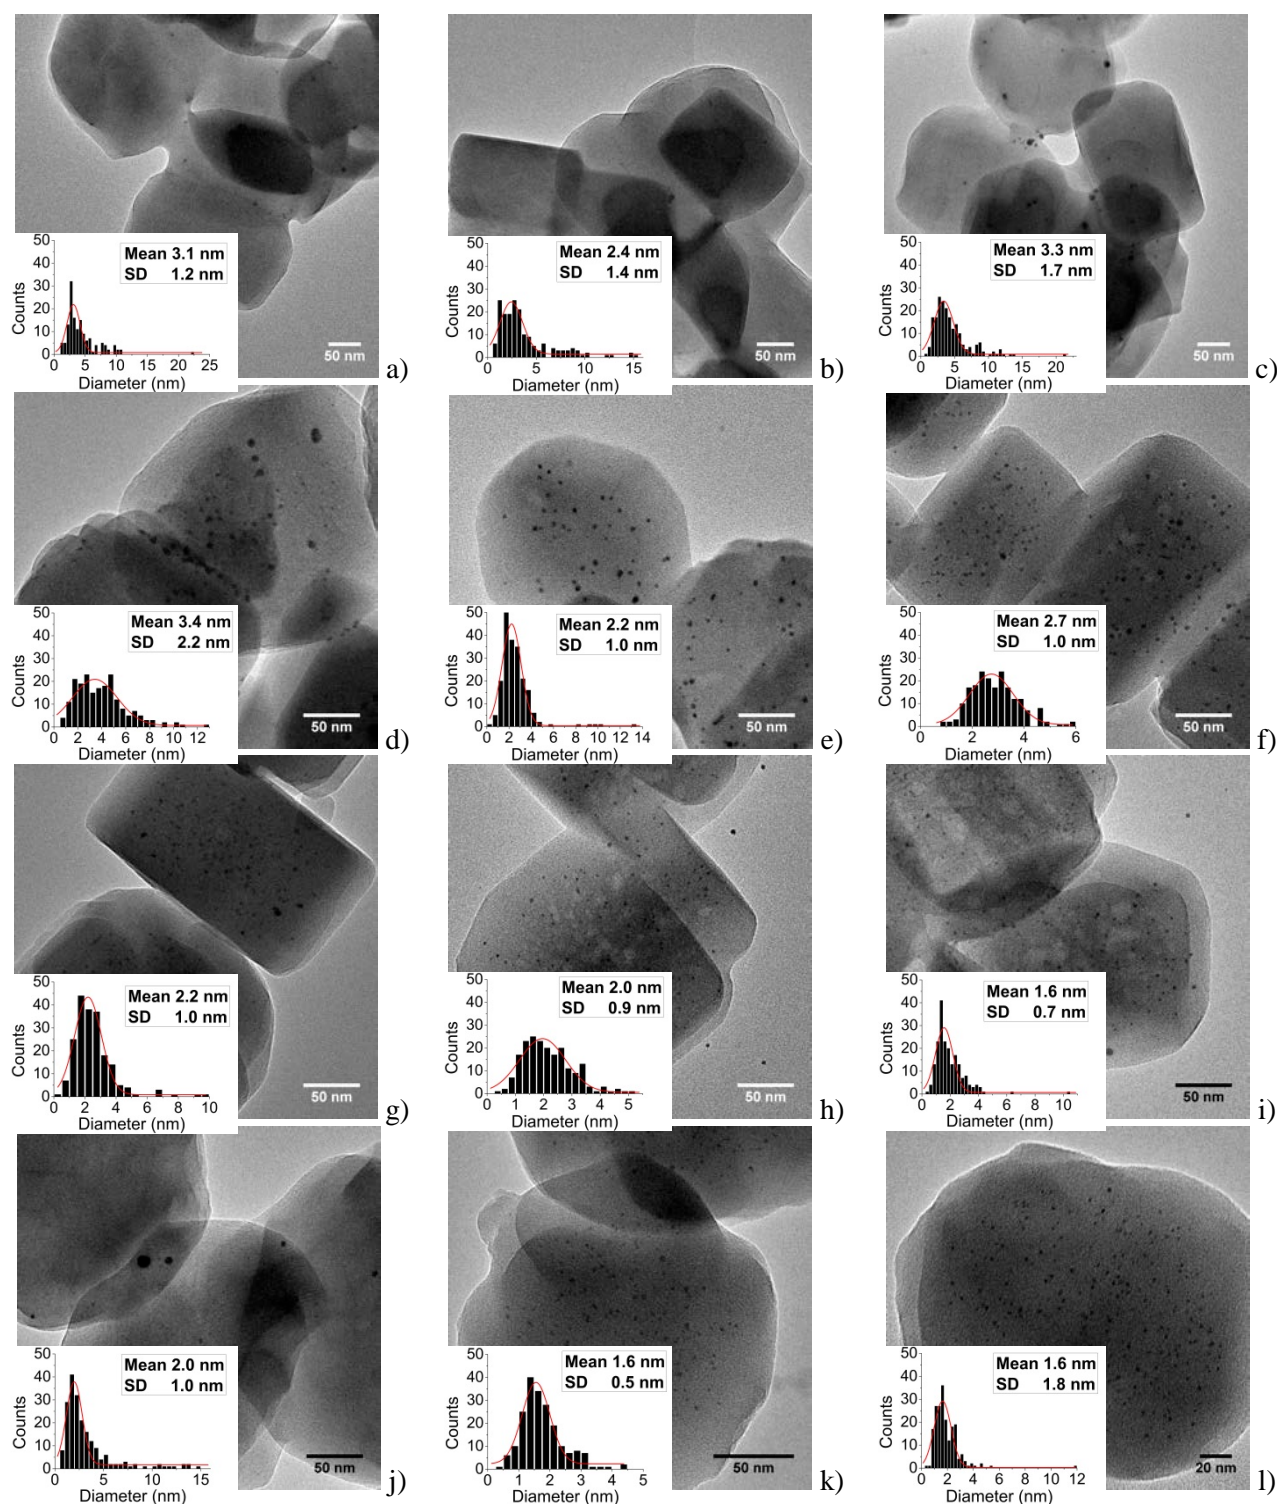 50
40
30
20
10
0
Counts
Mean 3.1 nm
SD 1.2 nm
0 5 10 15 20 25
Diameter (nm)
50 nm
a)
50
40
30
20
10
0
Counts
Mean 2.4 nm
SD 1.4 nm
0 5 10 15
Diameter (nm)
50 nm
b)
50
40
30
20
10
0
Counts
Mean 3.3 nm
SD 1.7 nm
0 5 10 15 20
Diameter (nm)
50 nm
c)
50
40
30
20
10
0
Counts
Mean 3.4 nm
SD 2.2 nm
0 2 4 6 8 10 12
Diameter (nm)
50 nm
d)
50
40
30
20
10
0
Counts
Mean 2.2 nm
SD 1.0 nm
0 2 4 6 8 10 12 14
Diameter (nm)
50 nm
e)
50
40
30
20
10
0
Counts
Mean 2.7 nm
SD 1.0 nm
0 2 4 6
Diameter (nm)
50 nm
f)
50
40
30
20
10
0
Counts
Mean 2.2 nm
SD 1.0 nm
0 2 4 6 8 10
Diameter (nm)
50 nm
g)
50
40
30
20
10
0
Counts
Mean 2.0 nm
SD 0.9 nm
0 1 2 3 4 5
Diameter (nm)
50 nm
h)
50
40
30
20
10
0
Counts
Mean 1.6 nm
SD 0.7 nm
0 2 4 6 8 10
Diameter (nm)
50 nm
i)
50
40
30
20
10
0
Counts
Mean 2.0 nm
SD 1.0 nm
0 5 10 15
Diameter (nm)
50 nm
j)
50
40
30
20
10
0
Counts
Mean 1.6 nm
SD 0.5 nm
0 1 2 3 4 5
Diameter (nm)
50 nm
k)
50
40
30
20
10
0
Counts
Mean 1.6 nm
SD 1.8 nm
0 2 4 6 8 10 12
Diameter (nm)
20 nm
l)